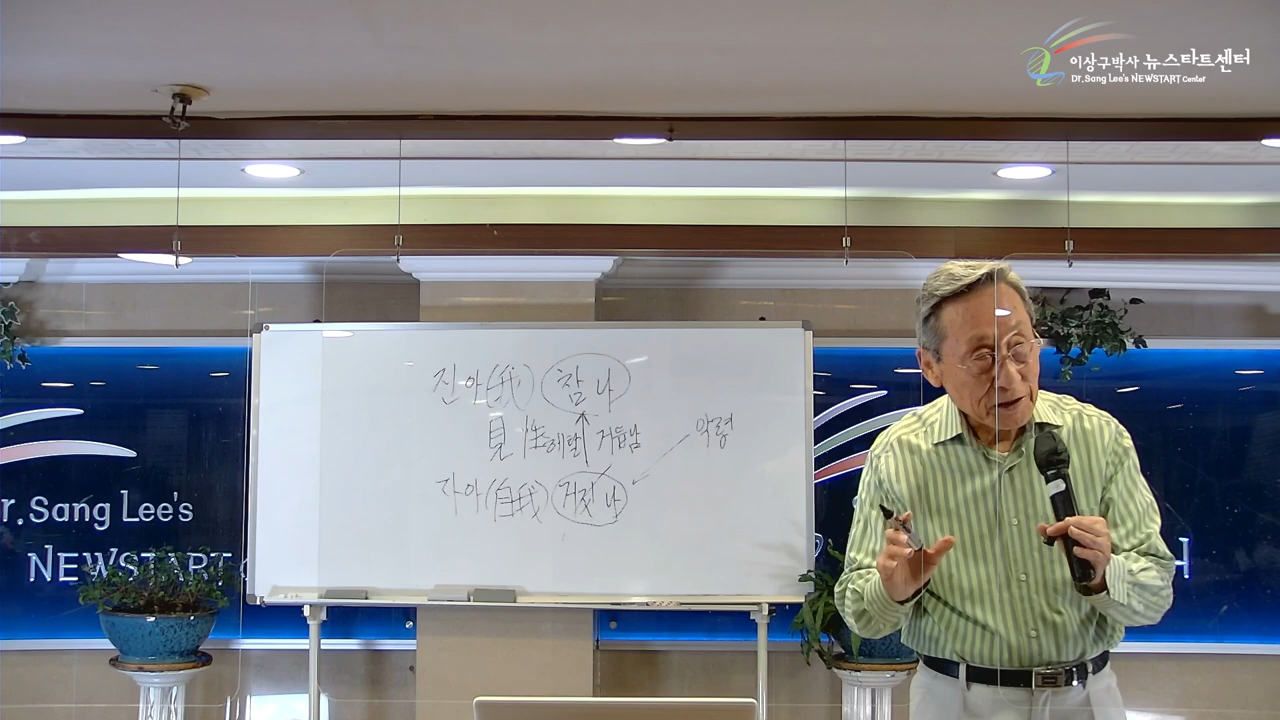 이상구박사 뉴스타트센터
Dr. Sang Lee's NEWSTART Center
진아(我) 참 나
見性 해탈 거듭남 악령
자아(自我) 거짓 나
r. Sang Lee's
NEWSTART